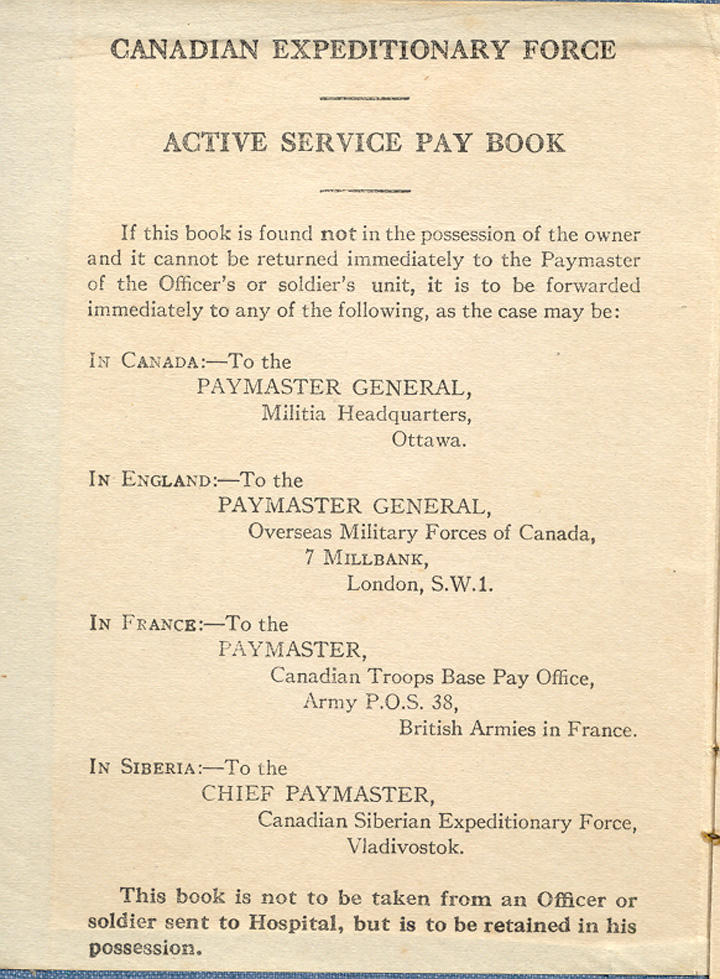 CANADIAN EXPEDITIONARY FORCE
ACTIVE SERVICE PAY BOOK
If this book is found not in the possession of the owner
and it cannot be returned immediately to the Paymaster
of the Officer's or soldier's unit, it is to be forwarded
immediately to any of the following, as the case may be:
IN CANADA:—To the
PAYMASTER GENERAL,
Militia Headquarters,
Ottawa.
IN ENGLAND:—To the
PAYMASTER GENERAL,
Overseas Military Forces of Canada,
7 MILLBANK,
London, S.W.1.
IN FRANCE:—To the
PAYMASTER,
Canadian Troops Base Pay Office,
Army P.O.S. 38,
British Armies in France.
IN SIBERIA:—To the
CHIEF PAYMASTER,
Canadian Siberian Expeditionary Force,
Vladivostok.
This book is not to be taken from an Officer or
soldier sent to Hospital, but is to be retained in his
possession.